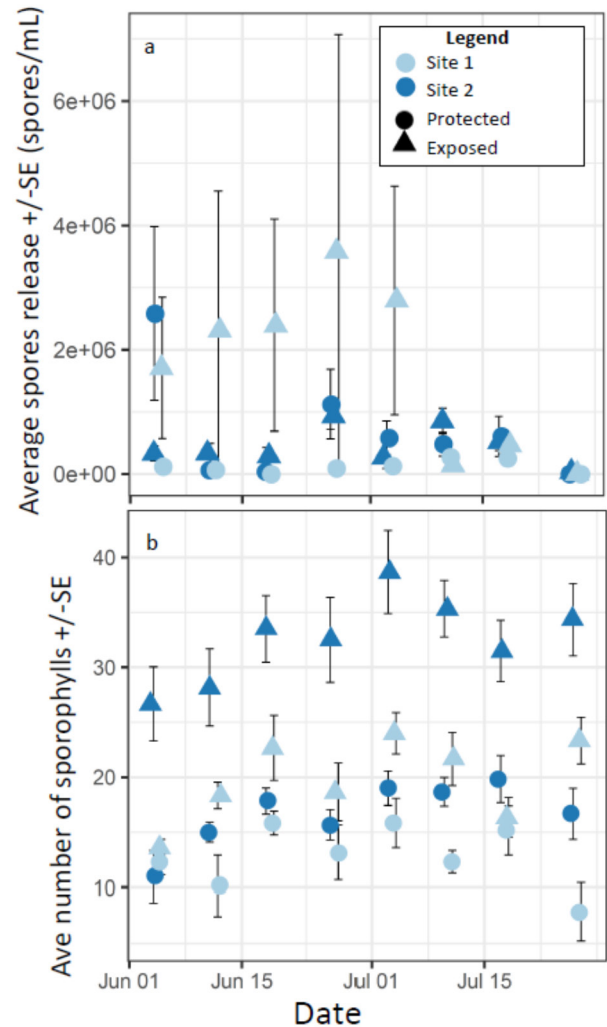 a
Legend
Site 1
Site 2
Protected
Exposed
Average spores release +/-SE (spores/mL)
6e+06
4e+06
2e+06
0e+00
b
Ave number of sporophylls +/-SE
40
30
20
10
Jun 01
Jun 15
Jul 01
Jul 15
Date